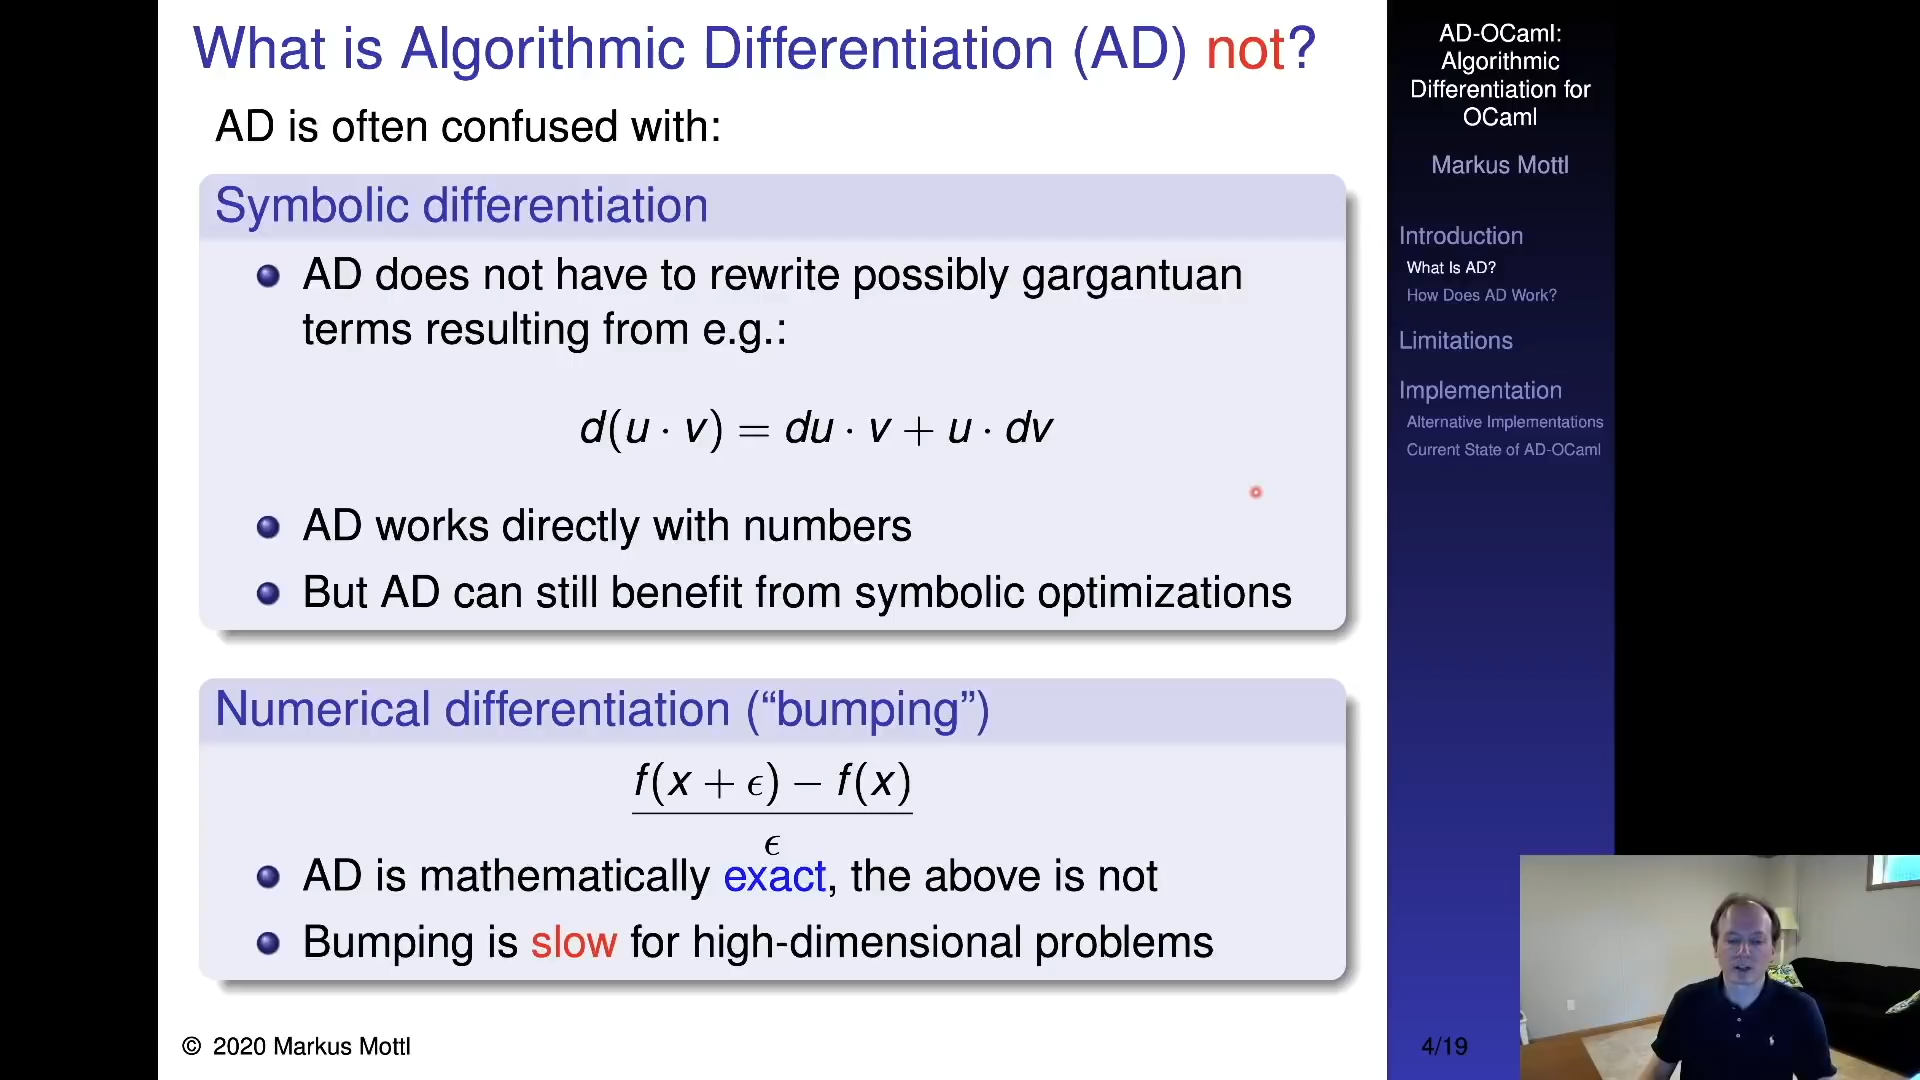 What is Algorithmic Differentiation (AD) not?
AD is often confused with:
Symbolic differentiation
AD does not have to rewrite possibly gargantuan
terms resulting from e.g.:
d(u · v) = du · v + u · dv
AD works directly with numbers
But AD can still benefit from symbolic optimizations
Numerical differentiation (“bumping”)
f(x + ϵ) − f(x)
ϵ
AD is mathematically exact, the above is not
Bumping is slow for high-dimensional problems
© 2020 Markus Mottl
AD-OCaml:
Algorithmic
Differentiation for
OCaml
Markus Mottl
Introduction
What Is AD?
How Does AD Work?
Limitations
Implementation
Alternative Implementations
Current State of AD-OCaml
4/19